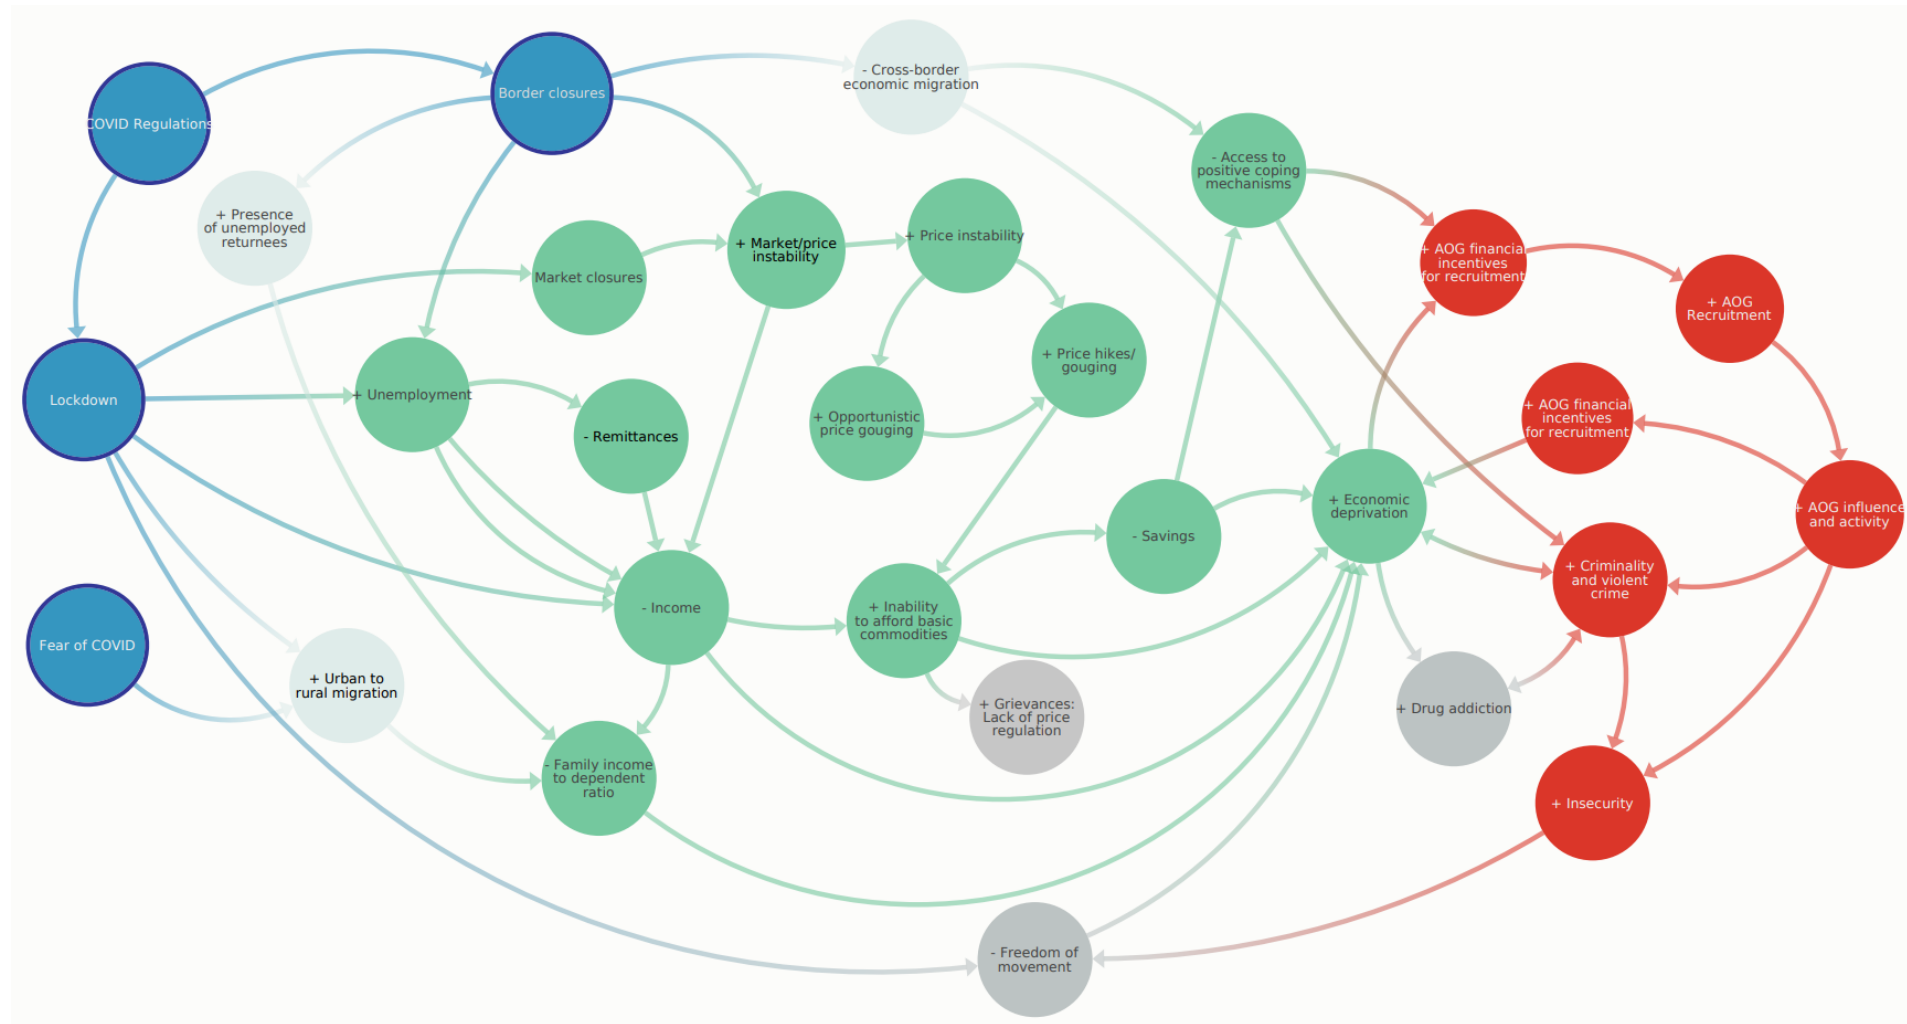 COVID Regulations
Border closures
- Cross-border
economic migration
- Access to
positive coping
mechanisms
+ Presence
of unemployed
returnees
Market closures
+ Market/price
instability
+ Price instability
+ AOG financial
incentives
for recruitment
+ AOG
Recruitment
Lockdown
+ Unemployment
- Remittances
+ Opportunistic
price gouging
+ Price hikes/
gouging
+ AOG financial
incentives
for recruitment
- Savings
+ Economic
deprivation
+ AOG influence
and activity
+ Criminality
and violent
crime
Fear of COVID
+ Urban to
rural migration
- Income
+ Inability
to afford basic
commodities
+ Grievances:
Lack of price
regulation
+ Drug addiction
- Family income
to dependent
ratio
+ Insecurity
- Freedom of
movement